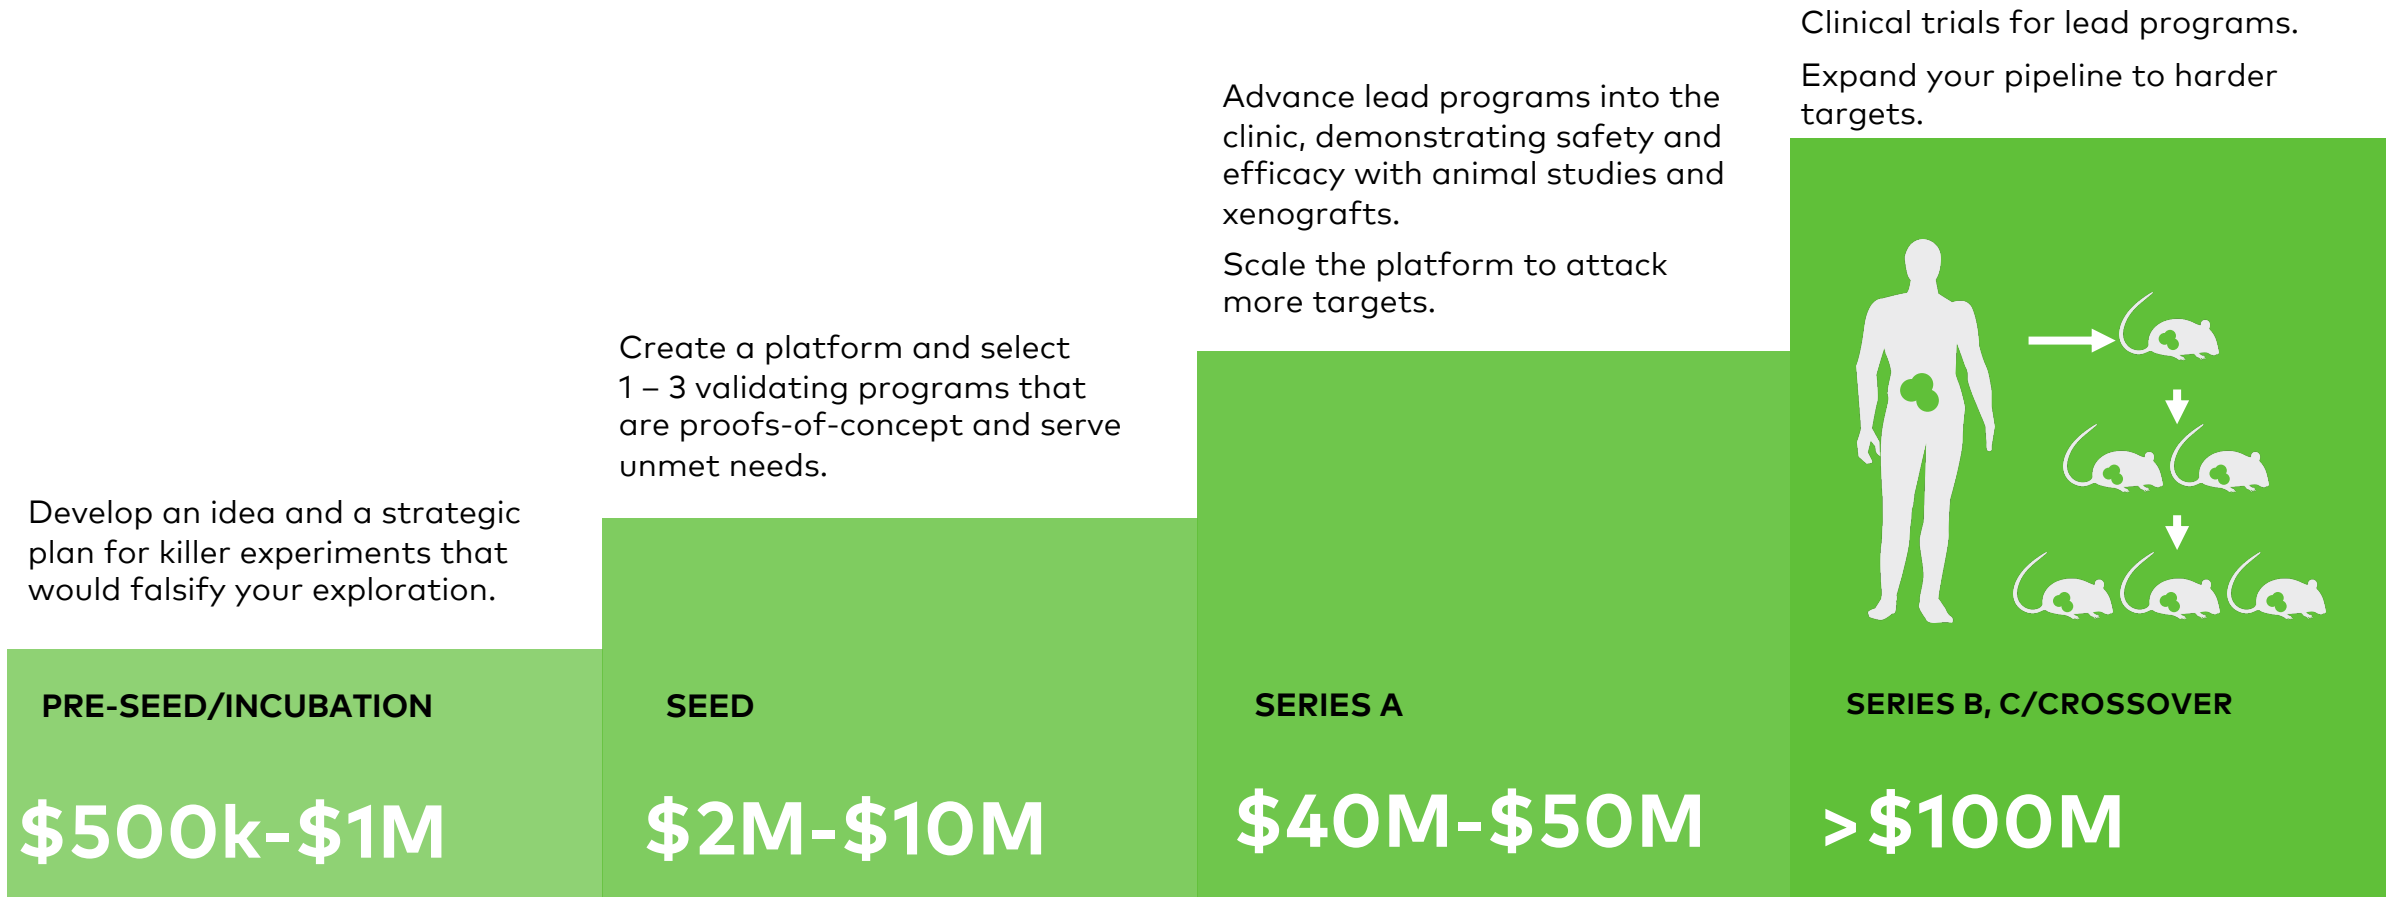 Develop an idea and a strategic
plan for killer experiments that
would falsify your exploration.
PRE-SEED/INCUBATION
$500k-$1M
Create a platform and select
1 – 3 validating programs that
are proofs-of-concept and serve
unmet needs.
SEED
$2M-$10M
Advance lead programs into the
clinic, demonstrating safety and
efficacy with animal studies and
xenografts.
Scale the platform to attack
more targets.
SERIES A
$40M-$50M
Clinical trials for lead programs.
Expand your pipeline to harder
targets.
SERIES B, C/CROSSOVER
>$100M